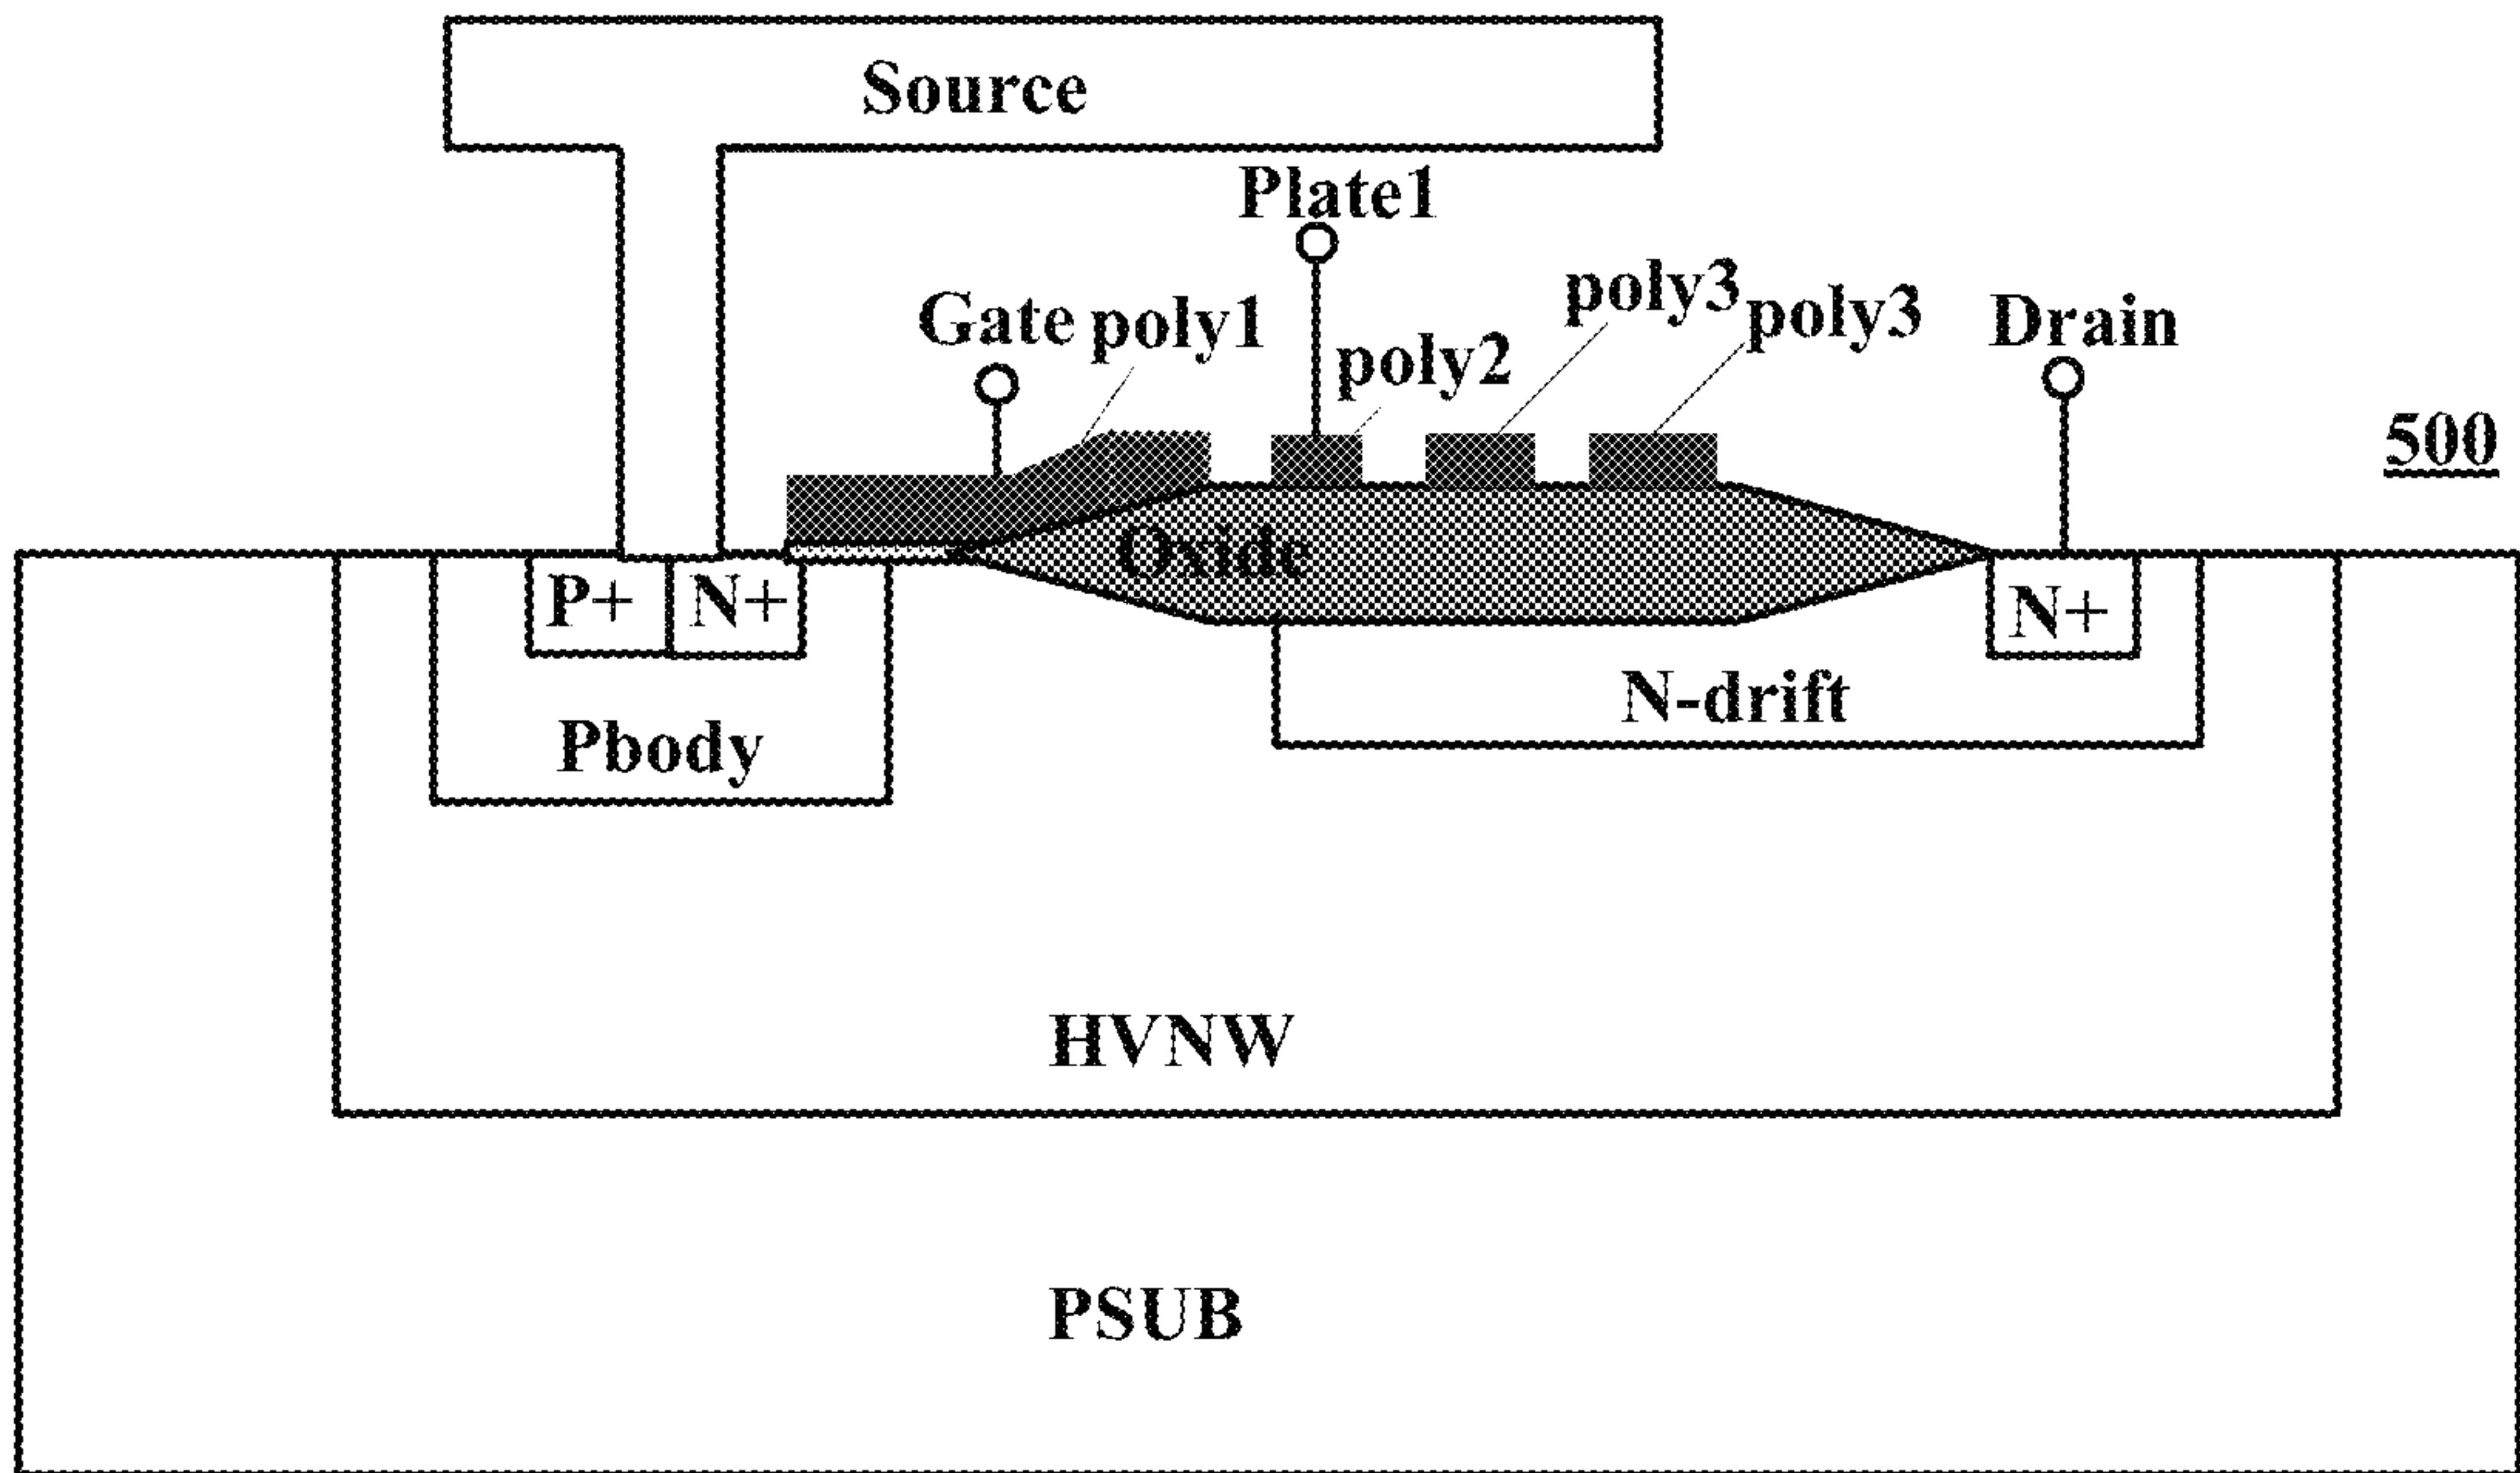 Source
Plate1
poly3
poly3
Gate
poly1
Drain
poly2
500
Oxide
P+
N+
N+
N-drift
Pbody
HVNW
PSUB